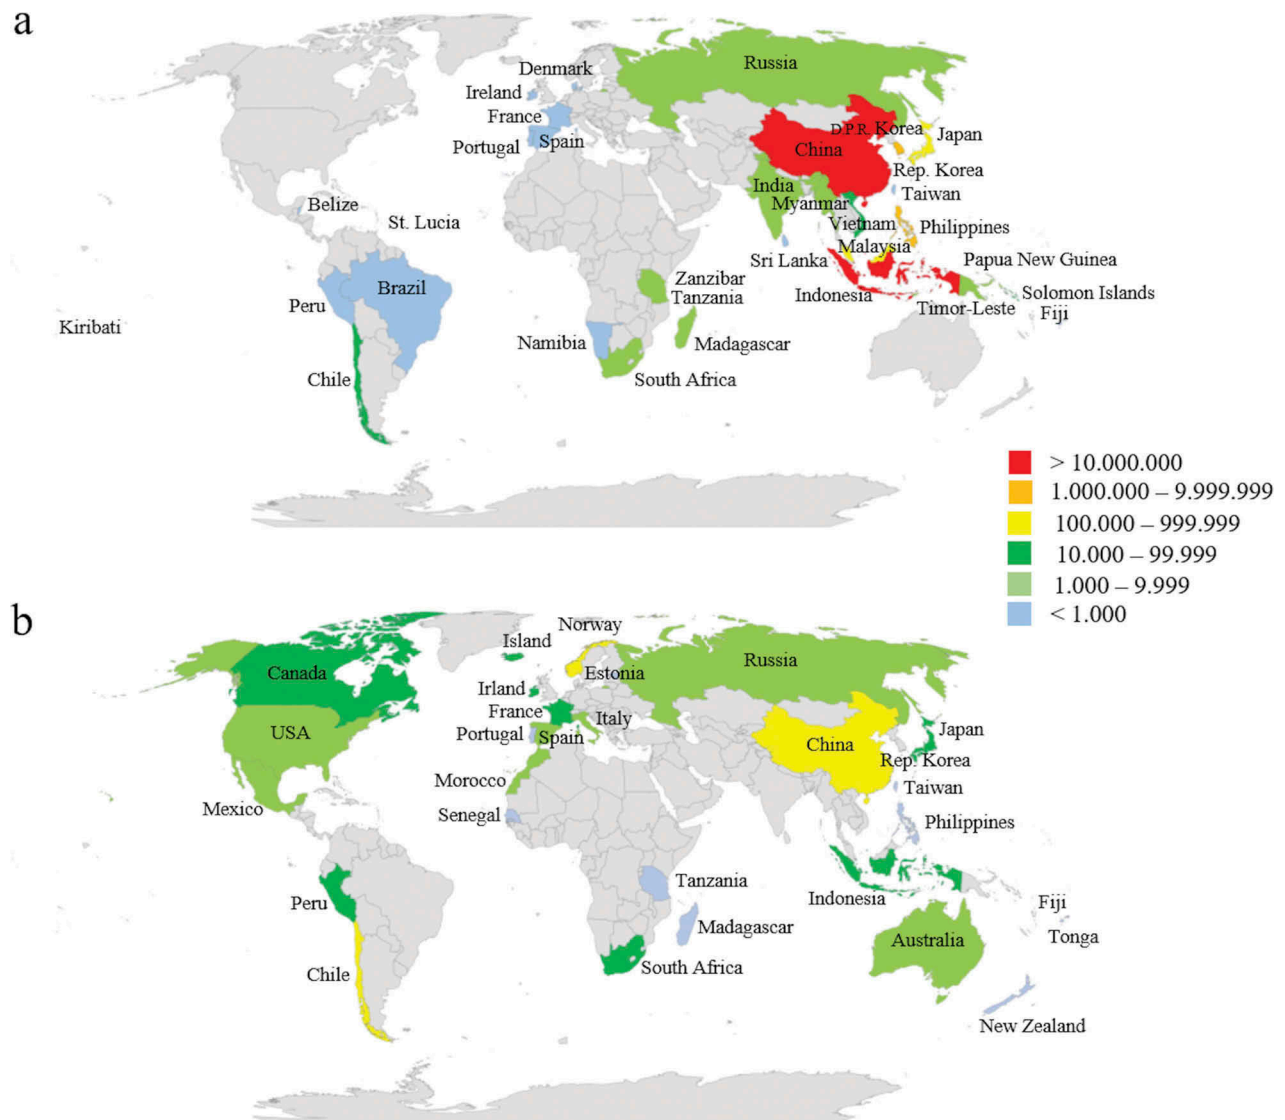 a
Denmark
Russia
Ireland
France
Portugal
Spain
D.P.R. Korea
Japan
China
Rep. Korea
India
Taiwan
Myanmar
Belize
St. Lucia
Vietnam
Philippines
Malaysia
Sri Lanka
Papua New Guinea
Zanzibar
Brazil
Tanzania
Indonesia
Solomon Islands
Peru
Timor-Leste
Fiji
Kiribati
Namibia
Madagascar
Chile
South Africa
> 10.000.000
1.000.000 – 9.999.999
100.000 – 999.999
10.000 – 99.999
1.000 – 9.999
< 1.000
b
Norway
Island
Russia
Canada
Estonia
Irland
France
Italy
USA
Portugal
Spain
Japan
China
Rep. Korea
Morocco
Taiwan
Mexico
Senegal
Philippines
Tanzania
Peru
Indonesia
Fiji
Madagascar
Australia
Tonga
Chile
South Africa
New Zealand